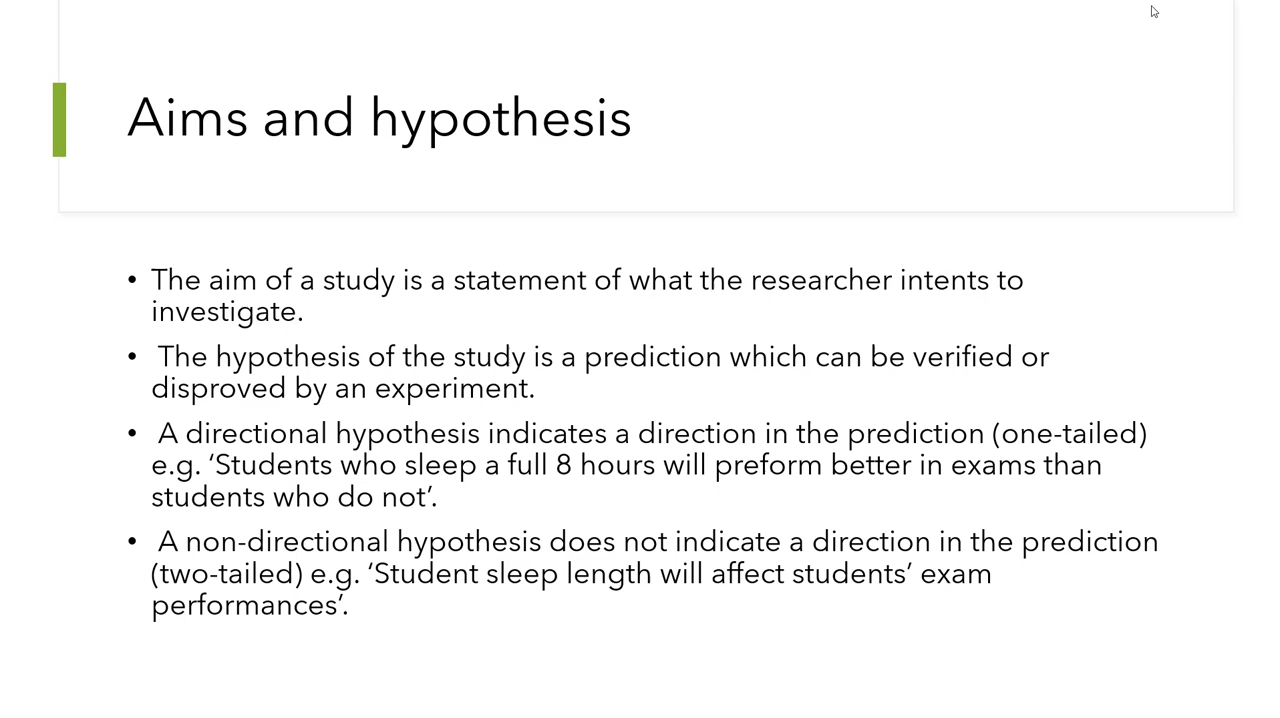 Aims and hypothesis
• The aim of a study is a statement of what the researcher intents to
investigate.
• The hypothesis of the study is a prediction which can be verified or
disproved by an experiment.
• A directional hypothesis indicates a direction in the prediction (one-tailed)
e.g. ‘Students who sleep a full 8 hours will preform better in exams than
students who do not’.
• A non-directional hypothesis does not indicate a direction in the prediction
(two-tailed) e.g. ‘Student sleep length will affect students’ exam
performances’.